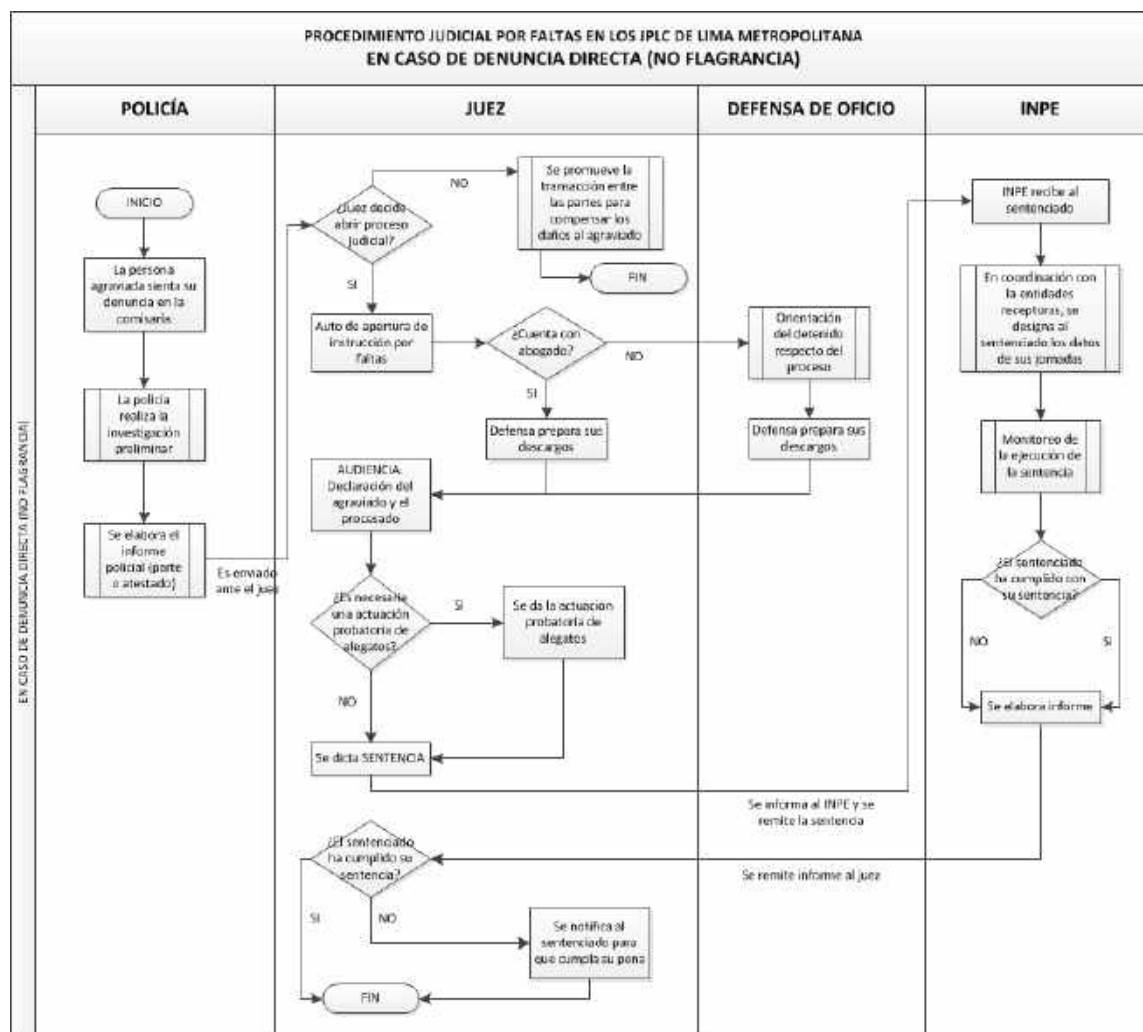 PROCEDIMIENTO JUDICIAL POR FALTAS EN LOS JPLC DE LIMA METROPOLITANA
EN CASO DE DENUNCIA DIRECTA (NO FLAGRANCIA)
EN CASO DE DENUNCIA DIRECTA (NO FLAGRANCIA)
POLICÍA
JUEZ
DEFENSA DE OFICIO
INPE
INICIO
La persona
agraviada sienta su
denuncia en la
comisaría
La policía
realiza la
investigación
preliminar
Se elabora el
informe
policial (parte
o atestado)
Es enviado
ante el juez
¿Juez decide
abrir proceso
judicial?
NO
Se promueve la
transacción entre
las partes para
compensar los
daños al agraviado
FIN
SI
Auto de apertura de
instrucción por
faltas
¿Cuenta con
abogado?
NO
SI
Defensa prepara sus
descargos
Orientación
del detenido
respecto del
proceso
Defensa prepara sus
descargos
AUDIENCIA:
Declaración del
agraviado y el
procesado
¿Es necesaria
una actuación
probatoria de
alegatos?
SI
Se da la actuación
probatoria de
alegatos
NO
Se dicta SENTENCIA
Se informa al INPE y se
remite la sentencia
INPE recibe al
sentenciado
En coordinación con
la entidades
recepturas, se
designa al
sentenciado los datos
de sus jornadas
Monitoreo de
la ejecución de
la sentencia
¿El sentenciado
ha cumplido con
su sentencia?
NO
SI
Se elabora informe
Se remite informe al juez
¿El sentenciado
ha cumplido su
sentencia?
SI
NO
Se notifica al
sentenciado para
que cumpla su pena
FIN